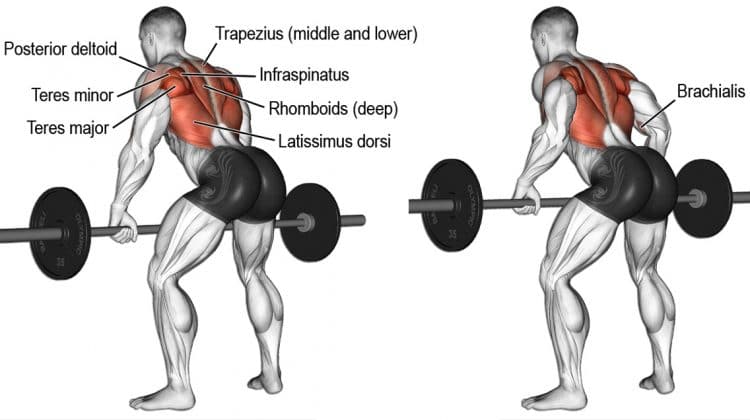 Trapezius (middle and lower)
Posterior deltoid
Infraspinatus
Teres minor
Rhomboids (deep)
Teres major
Latissimus dorsi
Brachialis